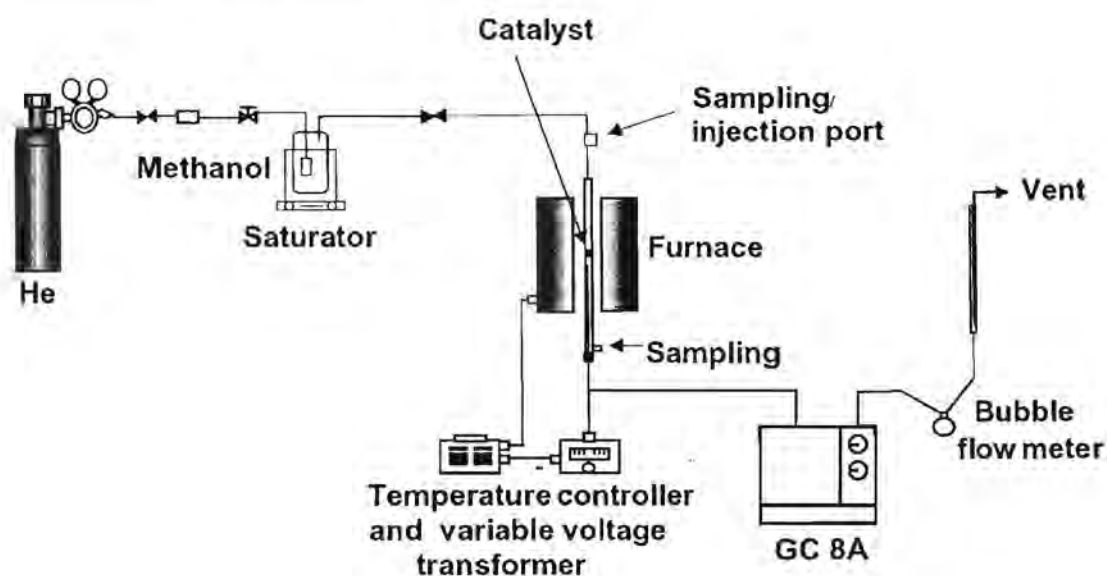 Catalyst
Sampling/
injection port
Methanol
Saturator
He
Furnace
Vent
Sampling
Bubble
flow meter
Temperature controller
and variable voltage
transformer
GC 8A